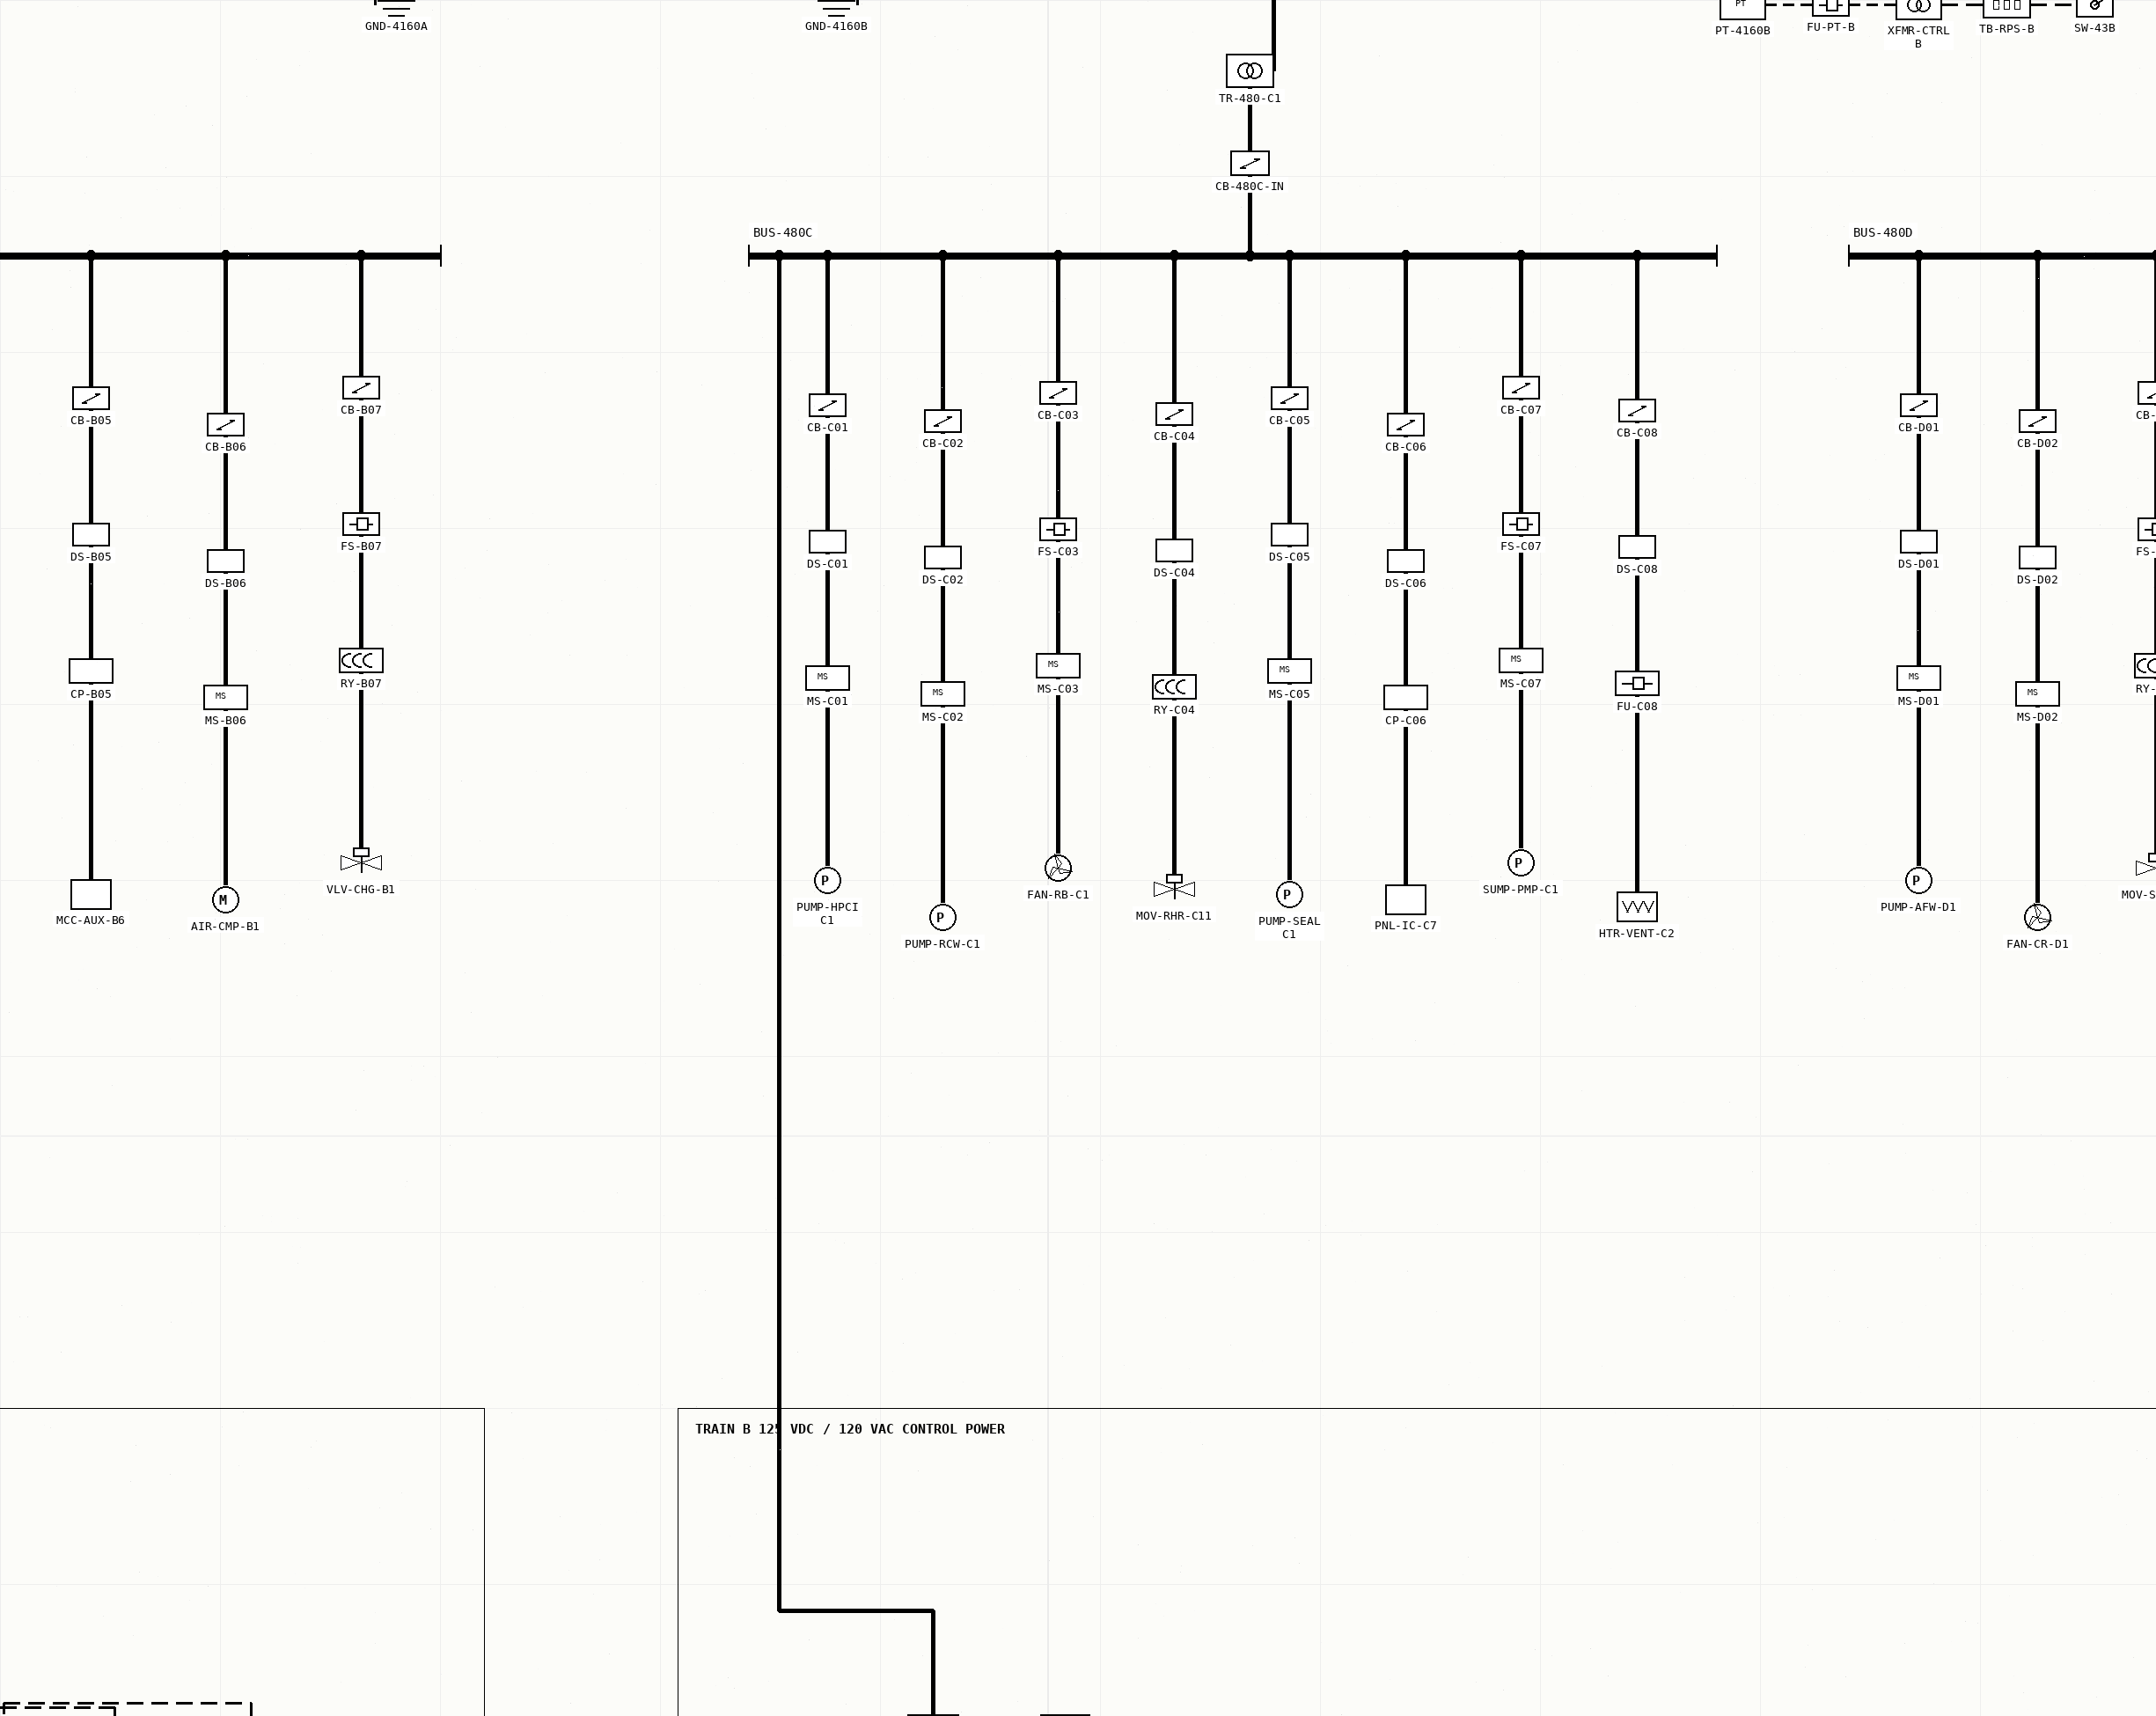 GND-4160A
GND-4160B
PT
PT-4160B
FU-PT-B
XFMR-CTRL
B
TB-RPS-B
SW-43B
TR-480-C1
CB-480C-IN
BUS-480C
BUS-480D
CB-B05
CB-B06
CB-B07
CB-C01
CB-C02
CB-C03
CB-C04
CB-C05
CB-C06
CB-C07
CB-C08
CB-D01
CB-D02
CB-
DS-B05
DS-B06
FS-B07
DS-C01
DS-C02
FS-C03
DS-C04
DS-C05
DS-C06
FS-C07
DS-C08
DS-D01
DS-D02
FS-
CP-B05
MS
MS-B06
RY-B07
MS
MS-C01
MS
MS-C02
MS
MS-C03
RY-C04
MS
MS-C05
CP-C06
MS
MS-C07
FU-C08
MS
MS-D01
MS
MS-D02
RY-
MCC-AUX-B6
M
AIR-CMP-B1
VLV-CHG-B1
P
PUMP-HPCI
C1
P
PUMP-RCW-C1
FAN-RB-C1
MOV-RHR-C11
P
PUMP-SEAL
C1
PNL-IC-C7
P
SUMP-PMP-C1
HTR-VENT-C2
P
PUMP-AFW-D1
FAN-CR-D1
MOV-S
TRAIN B 125 VDC / 120 VAC CONTROL POWER